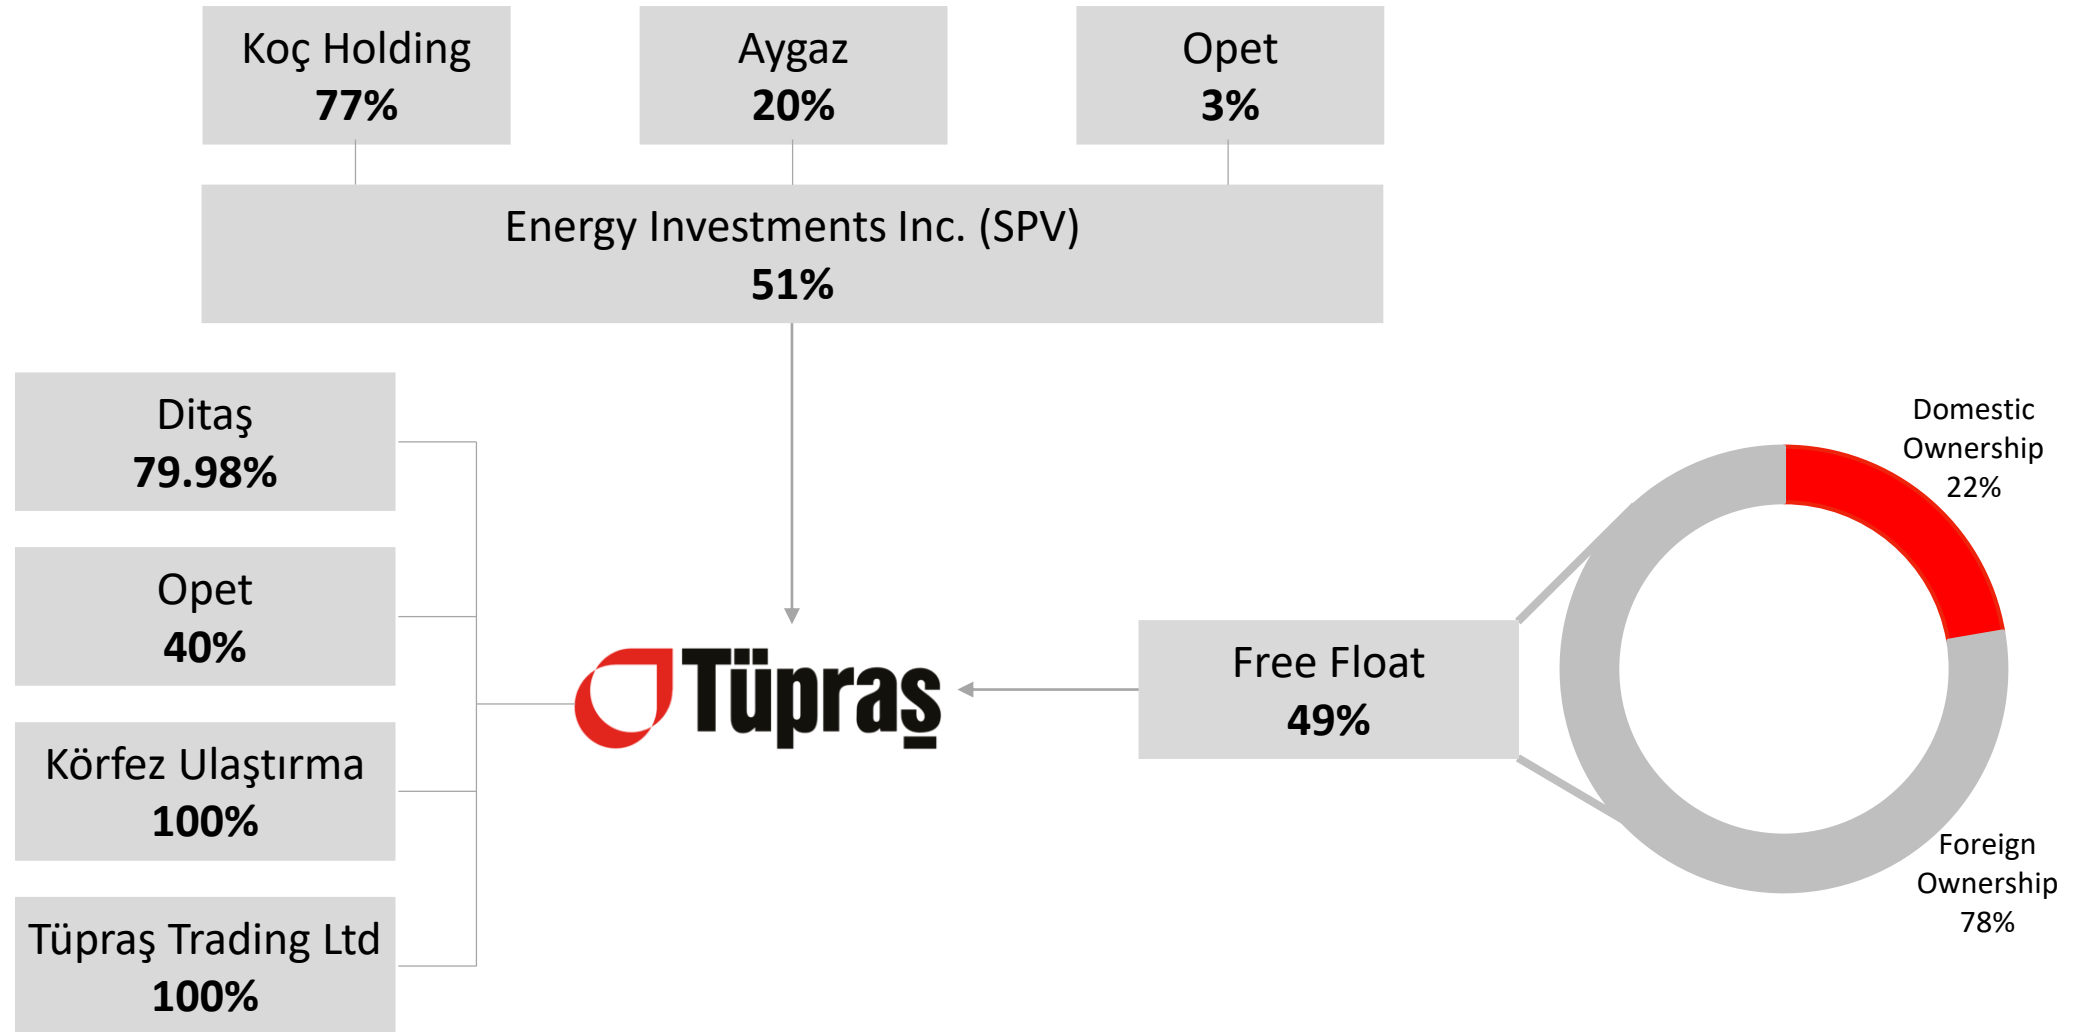 Koç Holding
77%
Aygaz
20%
Opet
3%
Energy Investments Inc. (SPV)
51%
Ditaş
79.98%
Opet
40%
Körfez Ulaştırma
100%
Tüpraş Trading Ltd
100%
Tüpraş
Free Float
49%
Domestic
Ownership
22%
Foreign
Ownership
78%